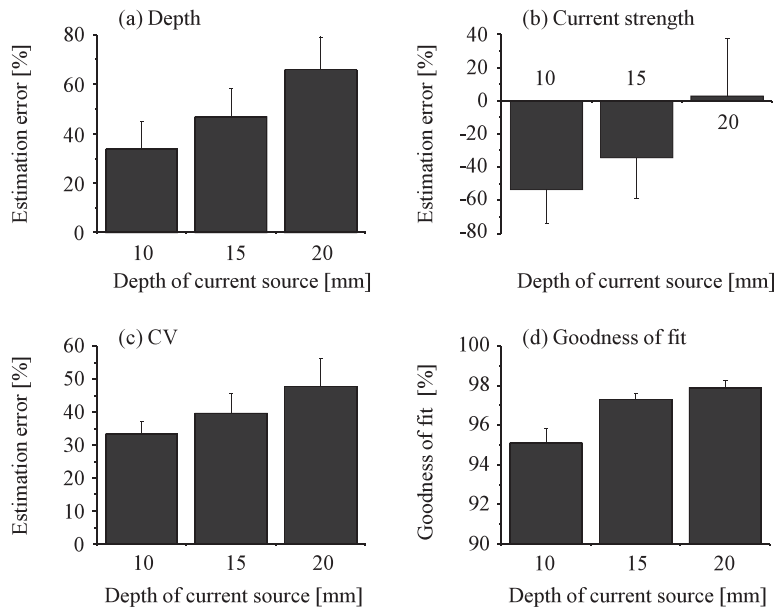 (a) Depth
Estimation error [%]
80
60
40
20
0
10 15 20
Depth of current source [mm]
(b) Current strength
Estimation error [%]
40
20
0
-20
-40
-60
-80
10 15
20
Depth of current source [mm]
(c) CV
Estimation error [%]
60
50
40
30
20
10
0
10 15 20
Depth of current source [mm]
(d) Goodness of fit
Goodness of fit [%]
100
98
96
94
92
90
10 15 20
Depth of current source [mm]